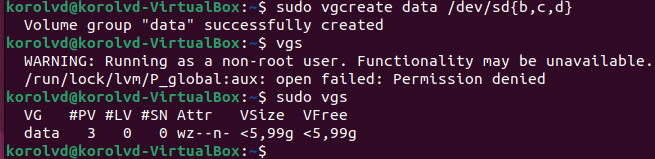 korolvd@korolvd-VirtualBox:~$ sudo vgcreate data /dev/sd{b,c,d}
  Volume group "data" successfully created
korolvd@korolvd-VirtualBox:~$ vgs
  WARNING: Running as a non-root user. Functionality may be unavailable.
  /run/lock/lvm/P_global:aux: open failed: Permission denied
korolvd@korolvd-VirtualBox:~$ sudo vgs
  VG   #PV #LV #SN Attr   VSize  VFree
  data   3   0   0 wz--n- <5,99g <5,99g
korolvd@korolvd-VirtualBox:~$